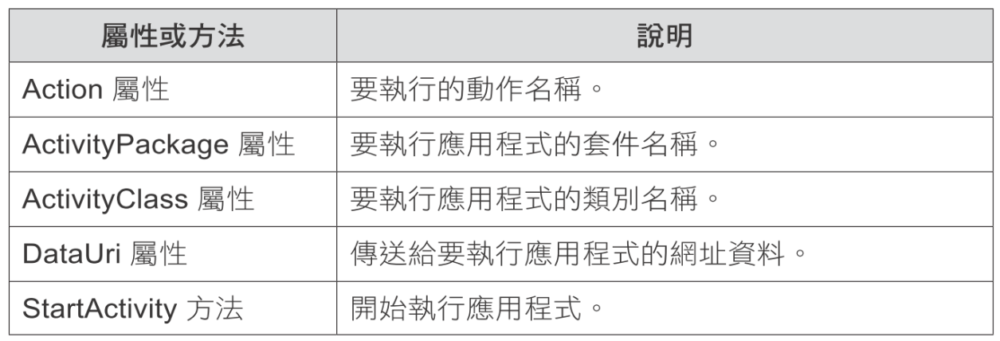 屬性或方法 說明
Action 屬性 要執行的動作名稱。
ActivityPackage 屬性 要執行應用程式的套件名稱。
ActivityClass 屬性 要執行應用程式的類別名稱。
DataUri 屬性 傳送給要執行應用程式的網址資料。
StartActivity 方法 開始執行應用程式。